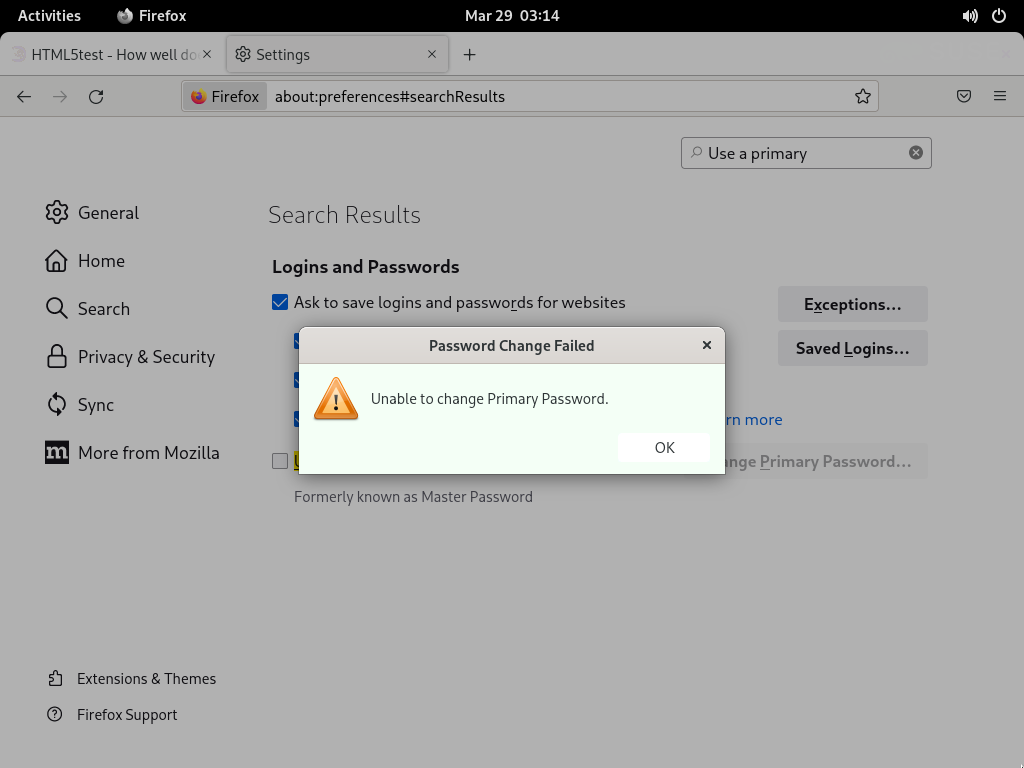 Activities
Firefox
Mar 29 03:14
HTML5test - How well do
Settings
Firefox
about:preferences#searchResults
Use a primary
General
Home
Search
Privacy & Security
Sync
More from Mozilla
Search Results
Logins and Passwords
Ask to save logins and passwords for websites
Exceptions...
Saved Logins...
Password Change Failed
Unable to change Primary Password.
OK
more
Primary Password...
Formerly known as Master Password
Extensions & Themes
Firefox Support